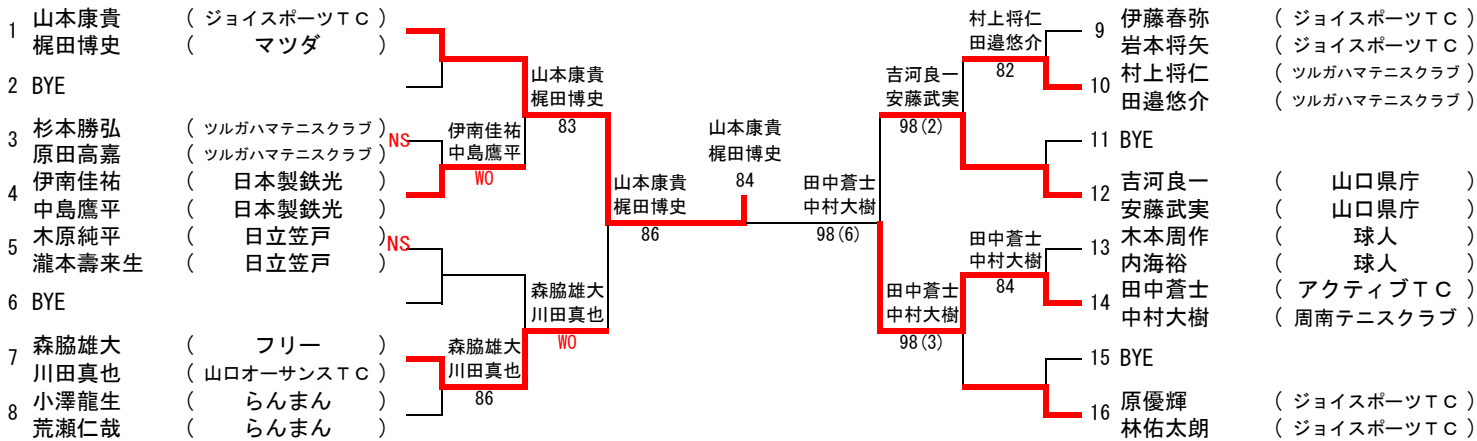 1 山本康貴 ( ジョイスポーツＴＣ )
梶田博史 ( マツダ )
2 BYE
3 杉本勝弘 ( ツルガハマテニスクラブ ) NS
原田高嘉 ( ツルガハマテニスクラブ )
4 伊南佳祐 ( 日本製鉄光 )
中島鷹平 ( 日本製鉄光 )
5 木原純平 ( 日立笠戸 ) NS
瀧本壽来生 ( 日立笠戸 )
6 BYE
7 森脇雄大 ( フリー )
川田真也 ( 山口オーサンスＴＣ )
8 小澤龍生 ( らんまん )
荒瀬仁哉 ( らんまん )
伊南佳祐
中島鷹平
WO
森脇雄大
川田真也
86
山本康貴
梶田博史
83
森脇雄大
川田真也
WO
山本康貴
梶田博史
86
山本康貴
梶田博史
84
田中蒼士
中村大樹
98(6)
吉河良一
安藤武実
98(2)
田中蒼士
中村大樹
98(3)
村上将仁
田邉悠介
82
田中蒼士
中村大樹
84
9 伊藤春弥 ( ジョイスポーツＴＣ )
岩本将矢 ( ジョイスポーツＴＣ )
10 村上将仁 ( ツルガハマテニスクラブ )
田邉悠介 ( ツルガハマテニスクラブ )
11 BYE
12 吉河良一 ( 山口県庁 )
安藤武実 ( 山口県庁 )
13 木本周作 ( 球人 )
内海裕 ( 球人 )
14 田中蒼士 ( アクティブＴＣ )
中村大樹 ( 周南テニスクラブ )
15 BYE
16 原優輝 ( ジョイスポーツＴＣ )
林佑太朗 ( ジョイスポーツＴＣ )